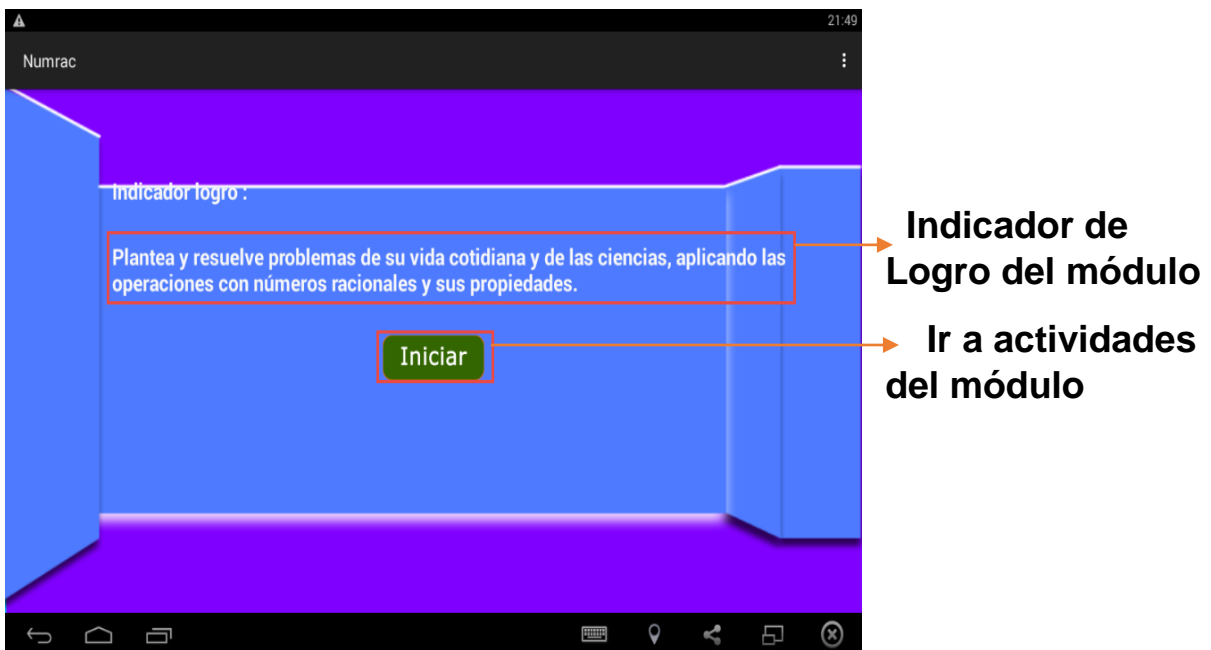 21:49
Numrac
Indicador logro :
Plantea y resuelve problemas de su vida cotidiana y de las ciencias, aplicando las
operaciones con números racionales y sus propiedades.
Iniciar
Indicador de
Logro del módulo
Ir a actividades
del módulo